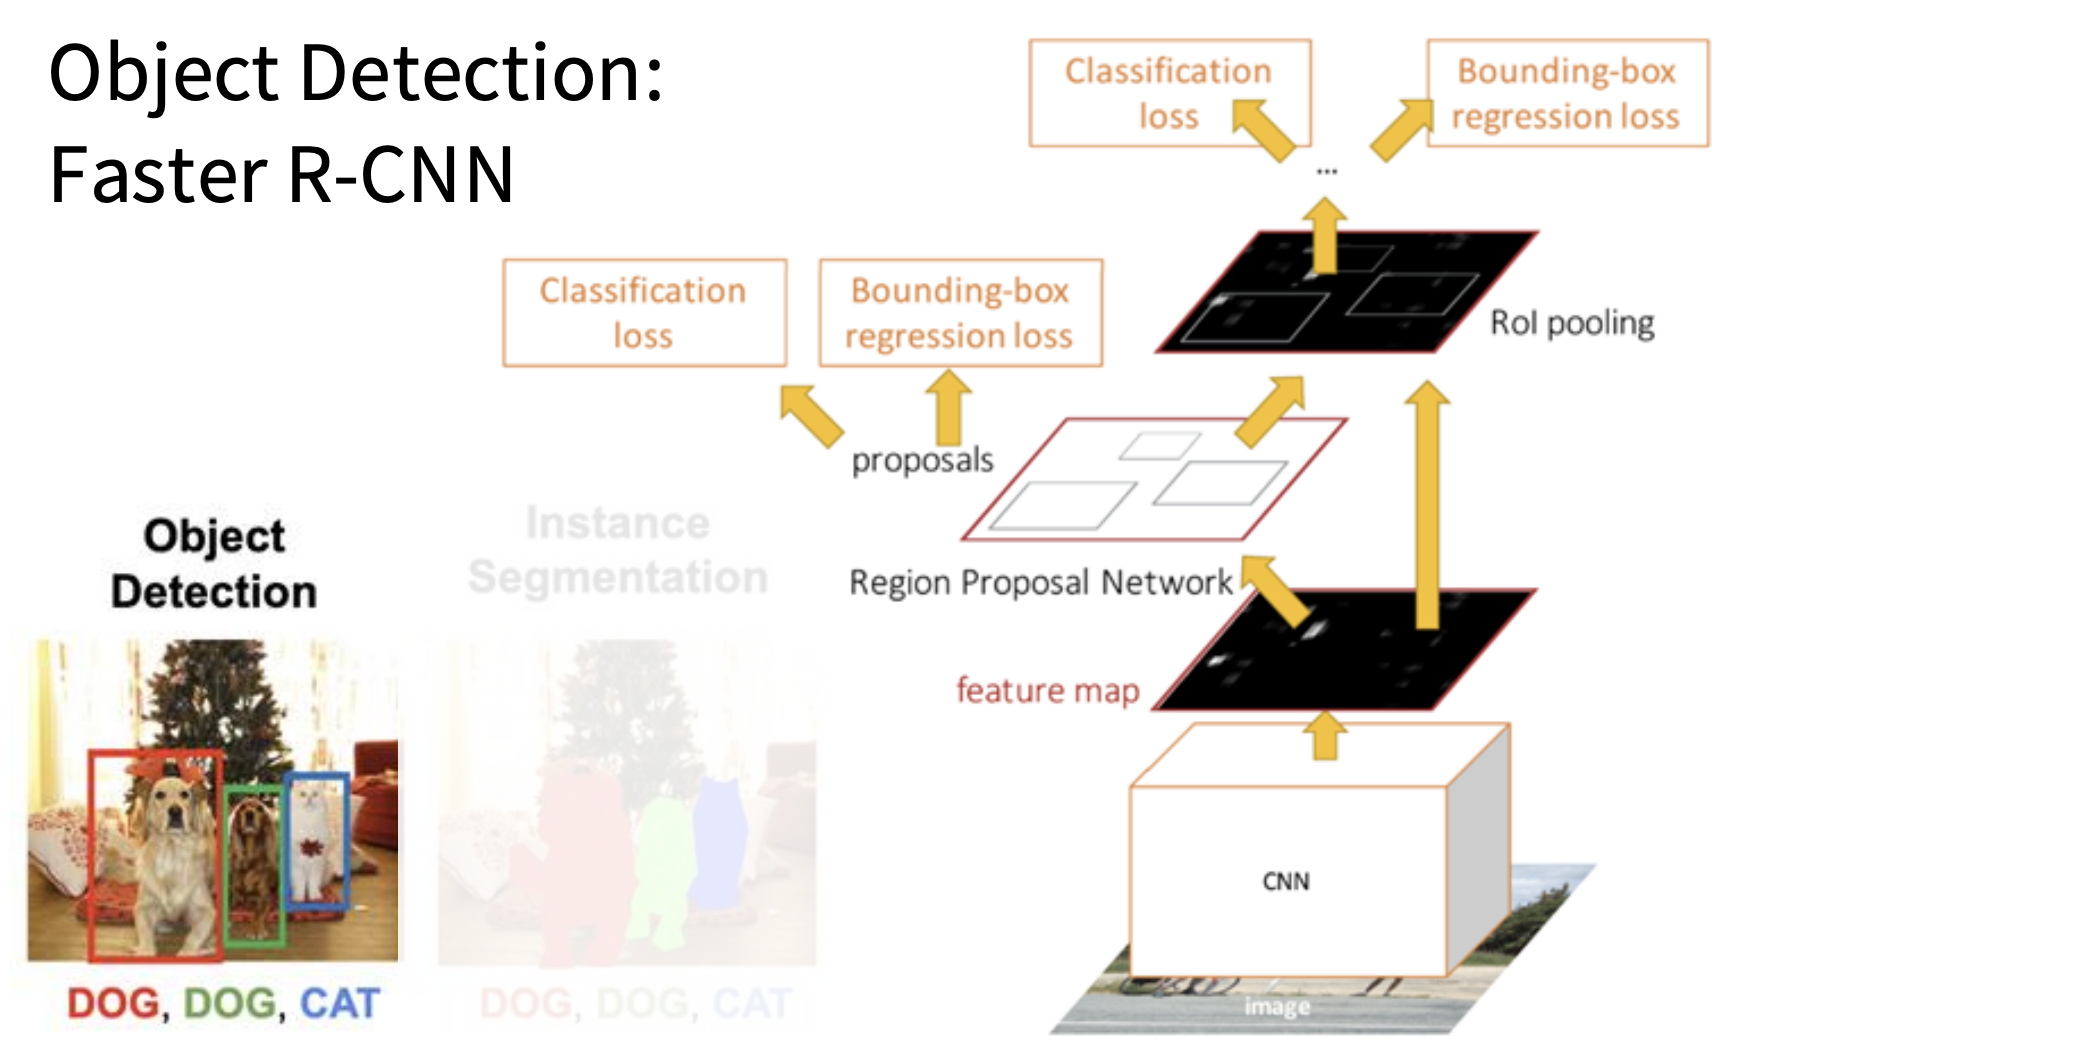 Object Detection:
Faster R-CNN
Classification
loss
Bounding-box
regression loss
...
Classification
loss
Bounding-box
regression loss
RoI pooling
proposals
Region Proposal Network
feature map
CNN
image
Object
Detection
DOG, DOG, CAT
Instance
Segmentation
DOG, DOG, CAT